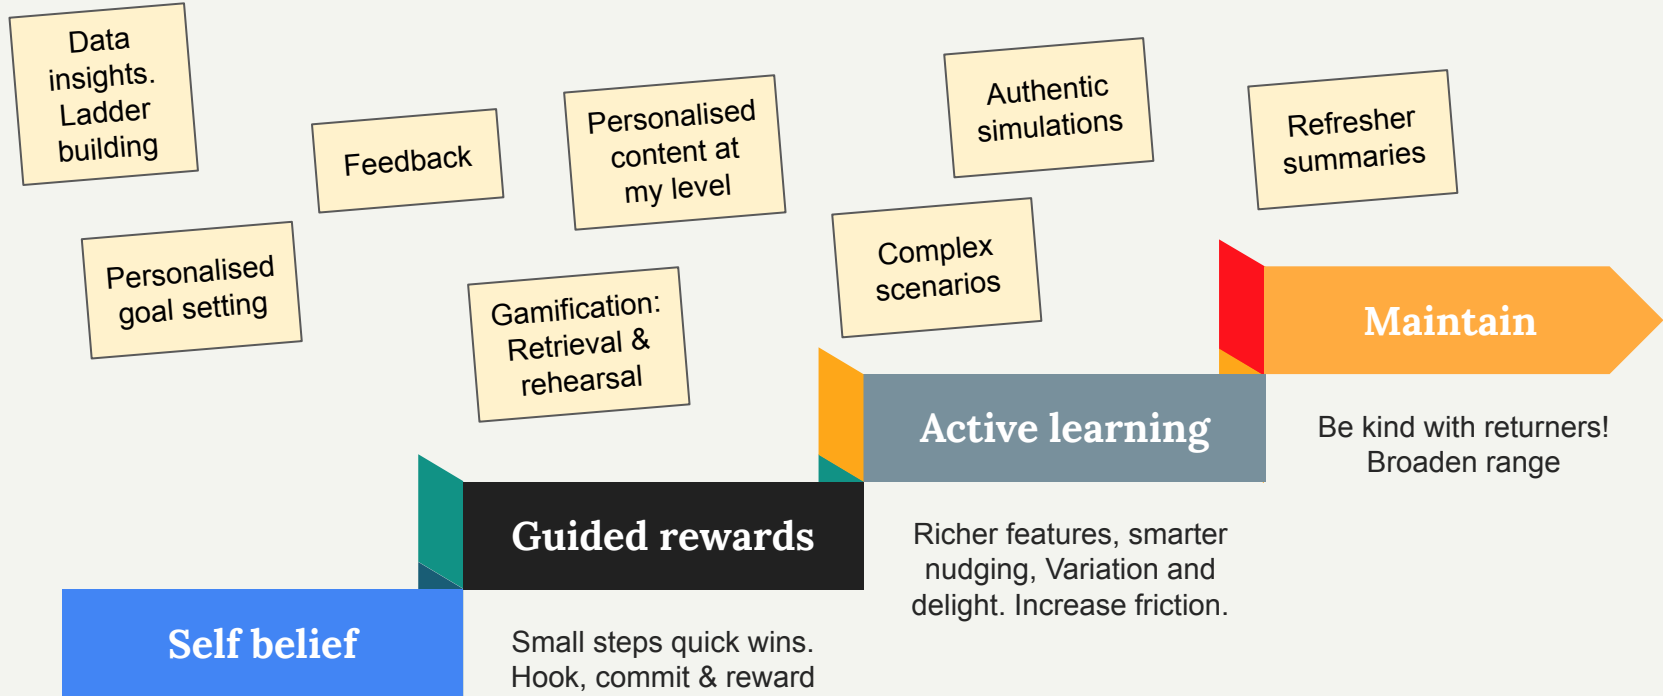 Data
insights.
Ladder
building
Personalised
goal setting
Feedback
Gamification:
Retrieval &
rehearsal
Personalised
content at
my level
Complex
scenarios
Authentic
simulations
Refresher
summaries
Self belief
Guided rewards
Small steps quick wins.
Hook, commit & reward
Active learning
Richer features, smarter
nudging, Variation and
delight. Increase friction.
Maintain
Be kind with returners!
Broaden range